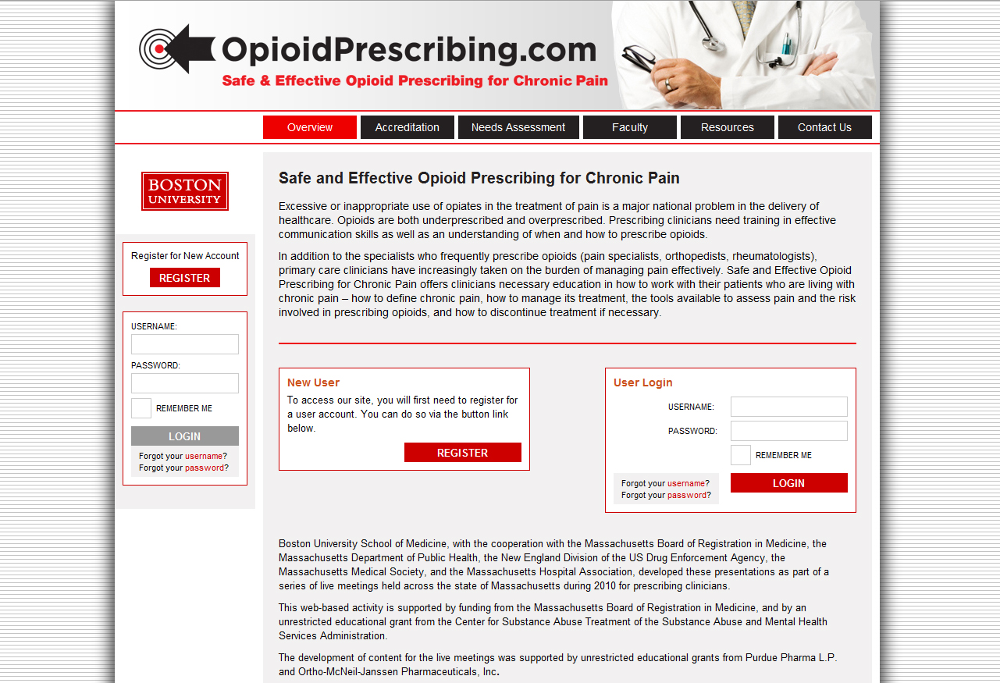 OpioidPrescribing.com
Safe & Effective Opioid Prescribing for Chronic Pain
Overview
Accreditation
Needs Assessment
Faculty
Resources
Contact Us
BOSTON
UNIVERSITY
Register for New Account
REGISTER
USERNAME:
PASSWORD:
REMEMBER ME
LOGIN
Forgot your username?
Forgot your password?
Safe and Effective Opioid Prescribing for Chronic Pain
Excessive or inappropriate use of opiates in the treatment of pain is a major national problem in the delivery of
healthcare. Opioids are both underprescribed and overprescribed. Prescribing clinicians need training in effective
communication skills as well as an understanding of when and how to prescribe opioids.
In addition to the specialists who frequently prescribe opioids (pain specialists, orthopedists, rheumatologists),
primary care clinicians have increasingly taken on the burden of managing pain effectively. Safe and Effective Opioid
Prescribing for Chronic Pain offers clinicians necessary education in how to work with their patients who are living with
chronic pain – how to define chronic pain, how to manage its treatment, the tools available to assess pain and the risk
involved in prescribing opioids, and how to discontinue treatment if necessary.
New User
To access our site, you will first need to register for
a user account. You can do so via the button link
below.
REGISTER
User Login
USERNAME:
PASSWORD:
REMEMBER ME
Forgot your username?
Forgot your password?
LOGIN
Boston University School of Medicine, with the cooperation with the Massachusetts Board of Registration in Medicine, the
Massachusetts Department of Public Health, the New England Division of the US Drug Enforcement Agency, the
Massachusetts Medical Society, and the Massachusetts Hospital Association, developed these presentations as part of a
series of live meetings held across the state of Massachusetts during 2010 for prescribing clinicians.
This web-based activity is supported by funding from the Massachusetts Board of Registration in Medicine, and by an
unrestricted educational grant from the Center for Substance Abuse Treatment of the Substance Abuse and Mental Health
Services Administration.
The development of content for the live meetings was supported by unrestricted educational grants from Purdue Pharma L.P.
and Ortho-McNeil-Janssen Pharmaceuticals, Inc.